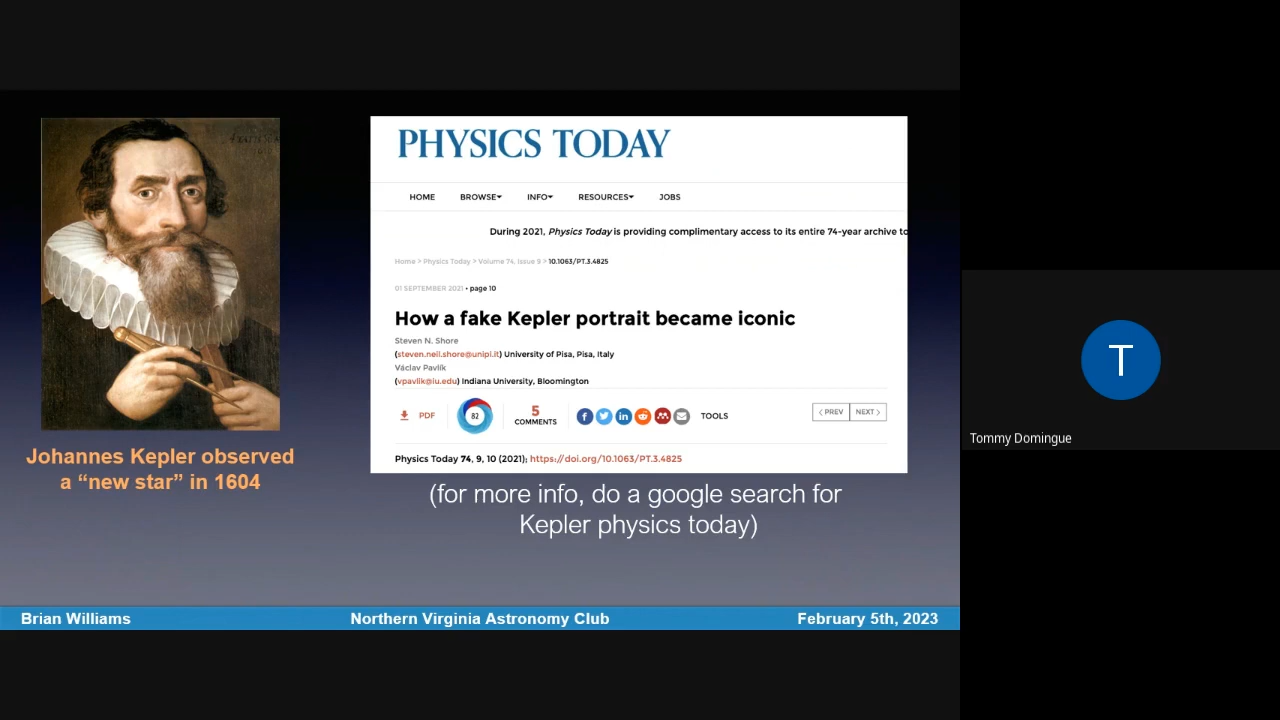 PHYSICS TODAY
HOME BROWSE INFO RESOURCES JOBS
During 2021, Physics Today is providing complimentary access to its entire 74-year archive to
Home > Physics Today > Volume 74, Issue 9 > 10.1063/PT.3.4825
01 SEPTEMBER 2021 • page 10
How a fake Kepler portrait became iconic
Steven N. Shore
(steven.neil.shore@unipi.it) University of Pisa, Pisa, Italy
Václav Pavlík
(vpavlik@iu.edu) Indiana University, Bloomington
PDF 82 5 COMMENTS TOOLS < PREV NEXT >
Physics Today 74, 9, 10 (2021); https://doi.org/10.1063/PT.3.4825
Johannes Kepler observed
a “new star” in 1604
(for more info, do a google search for
Kepler physics today)
Brian Williams Northern Virginia Astronomy Club February 5th, 2023
T
Tommy Domingue